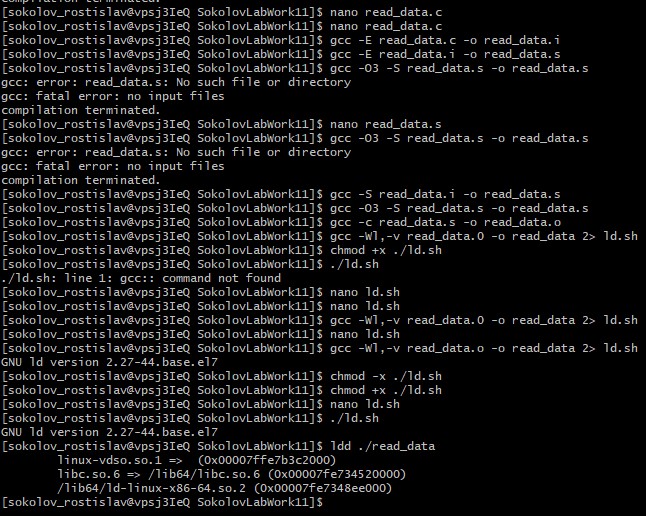 compilation terminated.
[sokolov_rostislav@vpsj3IeQ SokolovLabWork11]$ nano read_data.c
[sokolov_rostislav@vpsj3IeQ SokolovLabWork11]$ nano read_data.c
[sokolov_rostislav@vpsj3IeQ SokolovLabWork11]$ gcc -E read_data.c -o read_data.i
[sokolov_rostislav@vpsj3IeQ SokolovLabWork11]$ gcc -E read_data.i -o read_data.s
[sokolov_rostislav@vpsj3IeQ SokolovLabWork11]$ gcc -O3 -S read_data.s -o read_data.s
gcc: error: read_data.s: No such file or directory
gcc: fatal error: no input files
compilation terminated.
[sokolov_rostislav@vpsj3IeQ SokolovLabWork11]$ nano read_data.s
[sokolov_rostislav@vpsj3IeQ SokolovLabWork11]$ gcc -O3 -S read_data.s -o read_data.s
gcc: error: read_data.s: No such file or directory
gcc: fatal error: no input files
compilation terminated.
[sokolov_rostislav@vpsj3IeQ SokolovLabWork11]$ gcc -S read_data.i -o read_data.s
[sokolov_rostislav@vpsj3IeQ SokolovLabWork11]$ gcc -O3 -S read_data.s -o read_data.s
[sokolov_rostislav@vpsj3IeQ SokolovLabWork11]$ gcc -c read_data.s -o read_data.o
[sokolov_rostislav@vpsj3IeQ SokolovLabWork11]$ gcc -Wl,-v read_data.O -o read_data 2> ld.sh
[sokolov_rostislav@vpsj3IeQ SokolovLabWork11]$ chmod +x ./ld.sh
[sokolov_rostislav@vpsj3IeQ SokolovLabWork11]$ ./ld.sh
./ld.sh: line 1: gcc:: command not found
[sokolov_rostislav@vpsj3IeQ SokolovLabWork11]$ nano ld.sh
[sokolov_rostislav@vpsj3IeQ SokolovLabWork11]$ nano ld.sh
[sokolov_rostislav@vpsj3IeQ SokolovLabWork11]$ gcc -Wl,-v read_data.O -o read_data 2> ld.sh
[sokolov_rostislav@vpsj3IeQ SokolovLabWork11]$ nano ld.sh
[sokolov_rostislav@vpsj3IeQ SokolovLabWork11]$ gcc -Wl,-v read_data.o -o read_data 2> ld.sh
GNU ld version 2.27-44.base.el7
[sokolov_rostislav@vpsj3IeQ SokolovLabWork11]$ chmod -x ./ld.sh
[sokolov_rostislav@vpsj3IeQ SokolovLabWork11]$ chmod +x ./ld.sh
[sokolov_rostislav@vpsj3IeQ SokolovLabWork11]$ nano ld.sh
[sokolov_rostislav@vpsj3IeQ SokolovLabWork11]$ ./ld.sh
GNU ld version 2.27-44.base.el7
[sokolov_rostislav@vpsj3IeQ SokolovLabWork11]$ ldd ./read_data
linux-vdso.so.1 =>  (0x00007ffe7b3c2000)
libc.so.6 => /lib64/libc.so.6 (0x00007fe734520000)
/lib64/ld-linux-x86-64.so.2 (0x00007fe7348ee000)
[sokolov_rostislav@vpsj3IeQ SokolovLabWork11]$